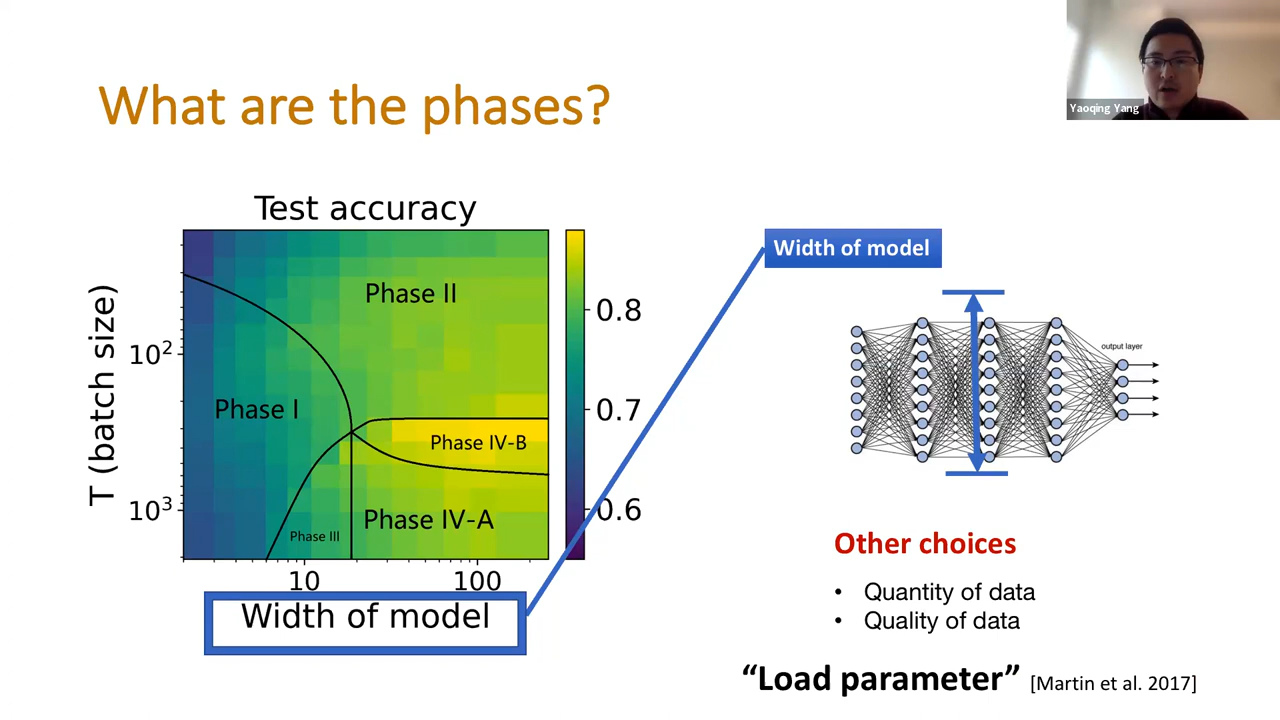 What are the phases?
Yaoqing Yang
Test accuracy
Phase II
Phase I
Phase IV-B
Phase IV-A
Phase III
T (batch size)
10²
10³
10
100
0.8
0.7
0.6
Width of model
Width of model
output layer
Other choices
• Quantity of data
• Quality of data
“Load parameter” [Martin et al. 2017]